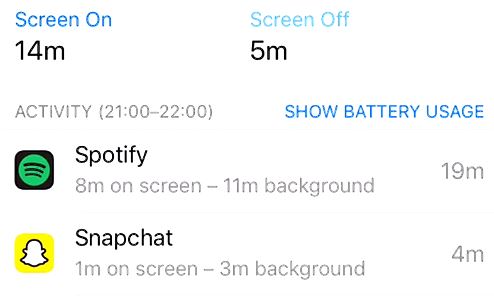 Screen On Screen Off
14m 5m
ACTIVITY (21:00–22:00) SHOW BATTERY USAGE
Spotify
8m on screen – 11m background 19m
Snapchat
1m on screen – 3m background 4m